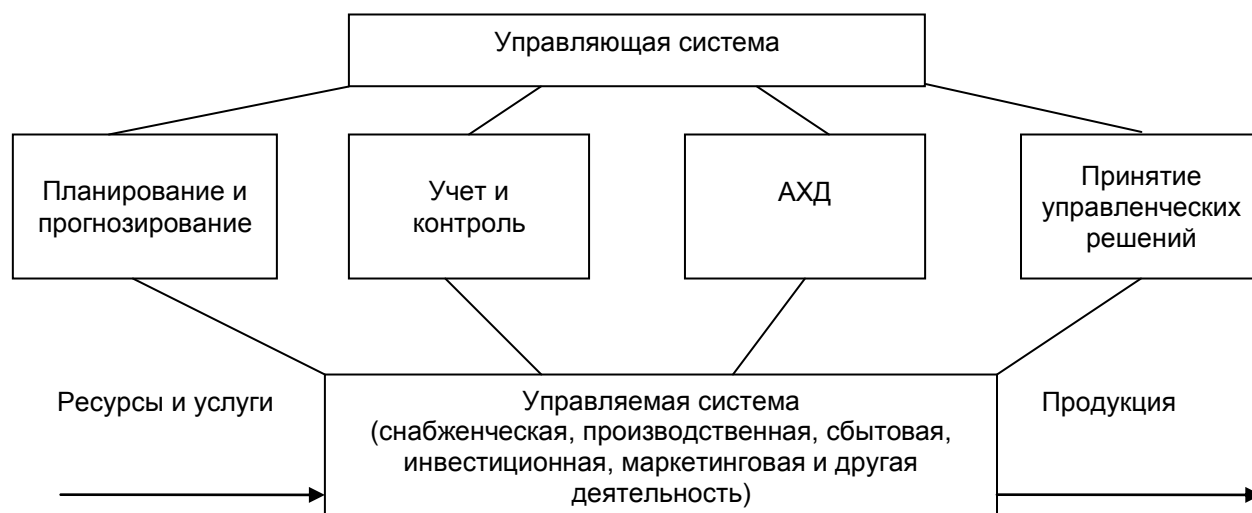 Управляющая система
Планирование и
прогнозирование
Учет и
контроль
АХД
Принятие
управленческих
решений
Ресурсы и услуги
Управляемая система
(снабженческая, производственная, сбытовая,
инвестиционная, маркетинговая и другая
деятельность)
Продукция